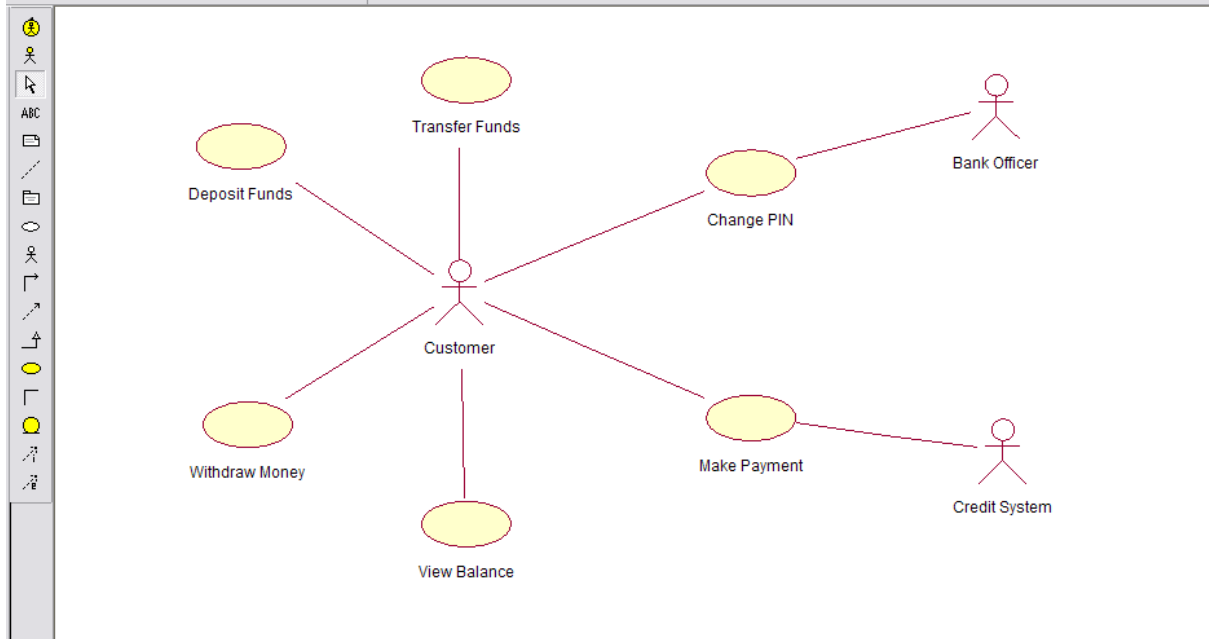 ABC
Transfer Funds
Deposit Funds
Bank Officer
Change PIN
Customer
Withdraw Money
Make Payment
Credit System
View Balance